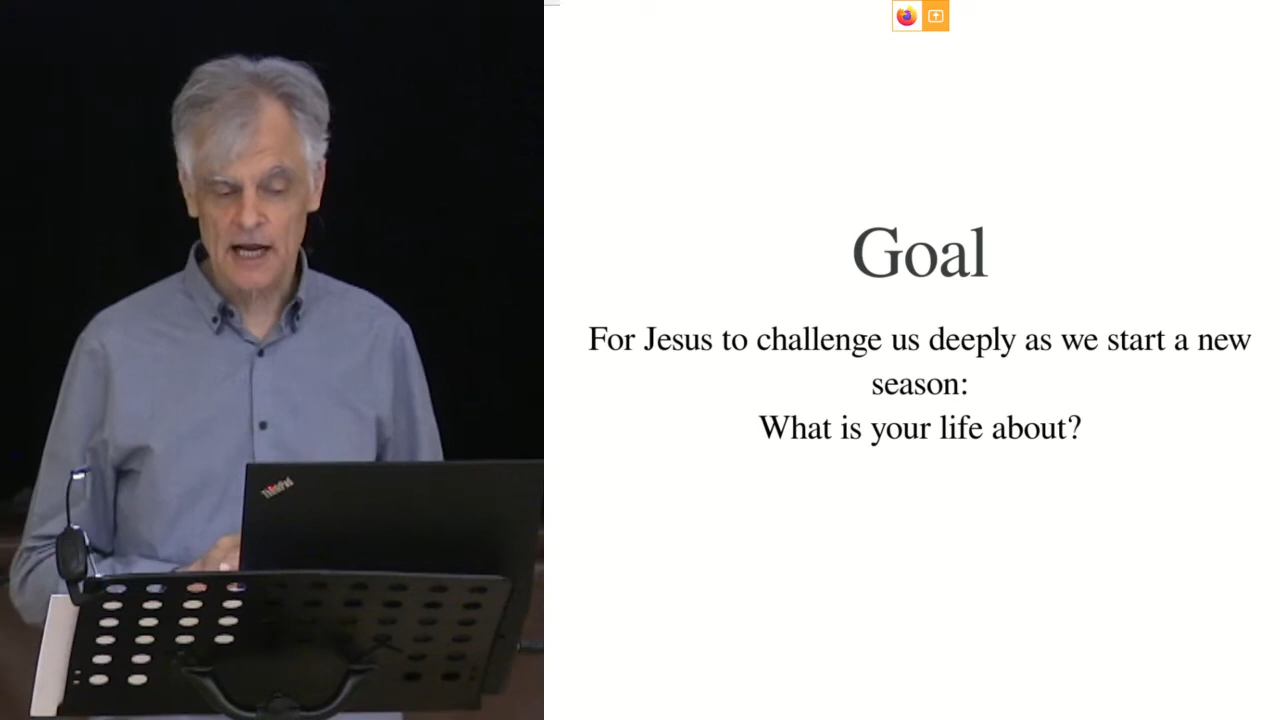 Goal
For Jesus to challenge us deeply as we start a new
season:
What is your life about?
ThinkPad